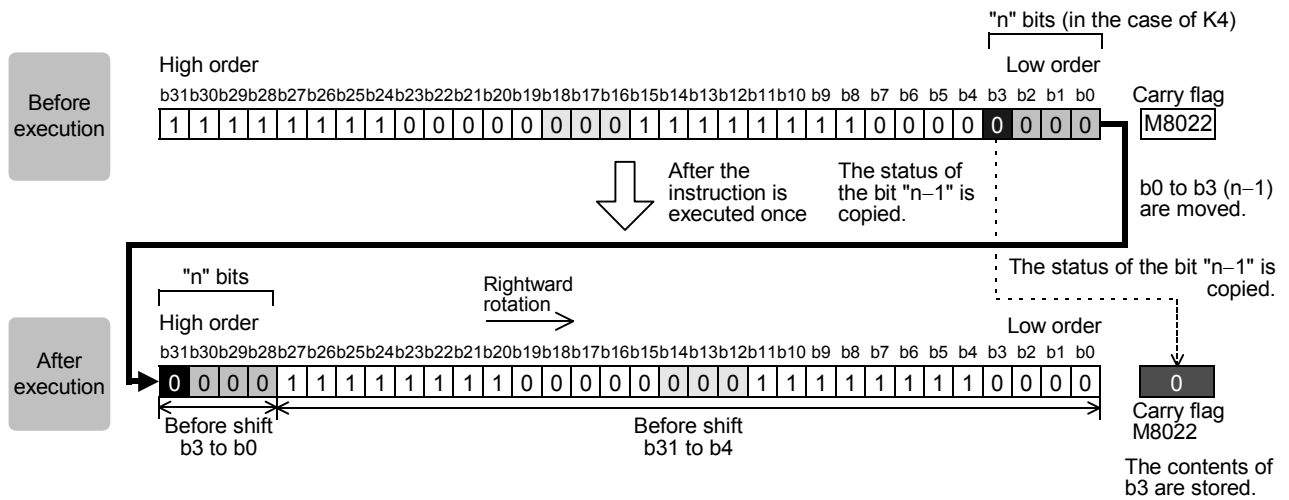 "n" bits (in the case of K4)
High order
Low order
Before
execution
b31b30b29b28b27b26b25b24b23b22b21b20b19b18b17b16b15b14b13b12b11b10 b9 b8 b7 b6 b5 b4 b3 b2 b1 b0
Carry flag
1 1 1 1 1 1 1 1 0 0 0 0 0 0 0 0 1 1 1 1 1 1 1 1 0 0 0 0 0 0 0 0
M8022
After the
instruction is
executed once
The status of
the bit "n−1" is
copied.
b0 to b3 (n−1)
are moved.
"n" bits
Rightward
rotation
The status of the bit "n−1" is
copied.
High order
Low order
After
execution
b31b30b29b28b27b26b25b24b23b22b21b20b19b18b17b16b15b14b13b12b11b10 b9 b8 b7 b6 b5 b4 b3 b2 b1 b0
0 0 0 0 1 1 1 1 1 1 1 1 0 0 0 0 0 0 0 0 1 1 1 1 1 1 1 1 0 0 0 0
0
Before shift
b3 to b0
Before shift
b31 to b4
Carry flag
M8022
The contents of
b3 are stored.